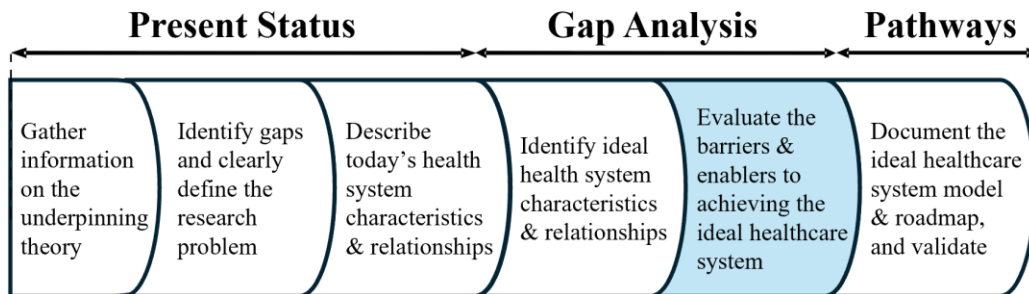 Present Status
Gap Analysis
Pathways
Gather
information
on the
underpinning
theory
Identify gaps
and clearly
define the
research
problem
Describe
today's health
system
characteristics
& relationships
Identify ideal
health system
characteristics
& relationships
Evaluate the
barriers &
enablers to
achieving the
ideal healthcare
system
Document the
ideal healthcare
system model
& roadmap,
and validate